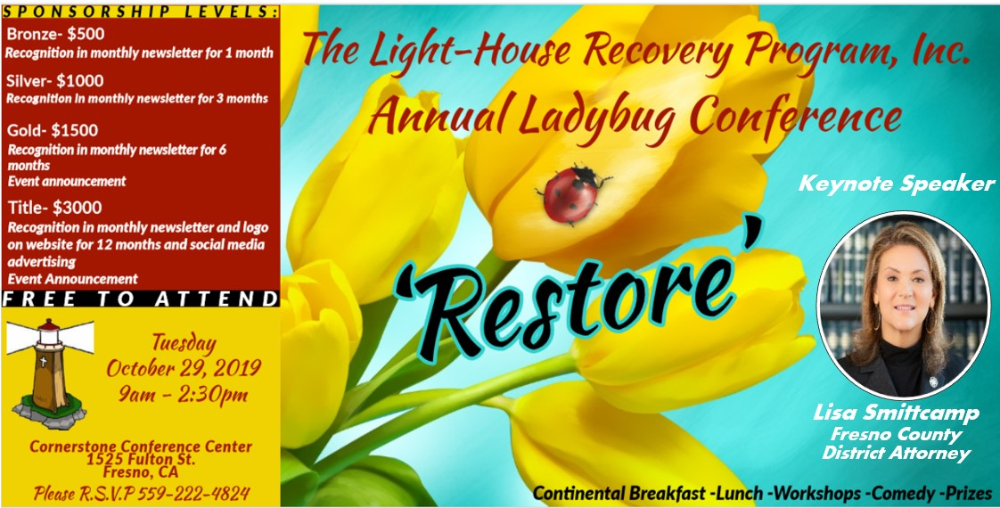 SPONSORSHIP LEVELS:
Bronze- $500
Recognition in monthly newsletter for 1 month
Silver- $1000
Recognition in monthly newsletter for 3 months
Gold- $1500
Recognition in monthly newsletter for 6
months
Event announcement
Title- $3000
Recognition in monthly newsletter and logo
on website for 12 months and social media
advertising
Event Announcement
FREE TO ATTEND
Tuesday
October 29, 2019
9am - 2:30pm
Cornerstone Conference Center
1525 Fulton St.
Fresno, CA
Please R.S.V.P 559-222-4824
The Light-House Recovery Program, Inc.
Annual Ladybug Conference
'Restore'
Keynote Speaker
Lisa Smittcamp
Fresno County
District Attorney
Continental Breakfast -Lunch -Workshops -Comedy -Prizes